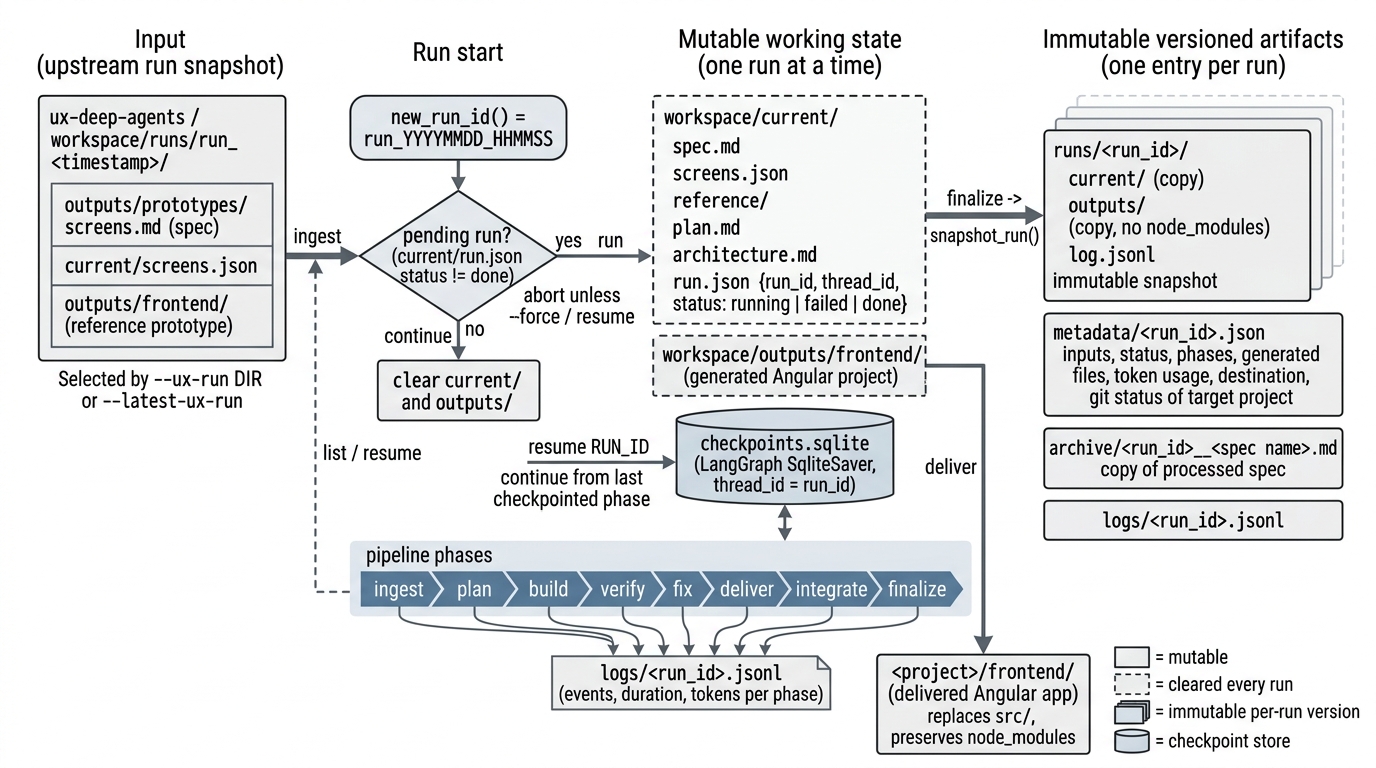 Input
(upstream run snapshot)
ux-deep-agents /
workspace/runs/run_
<timestamp>/
outputs/prototypes/
screens.md (spec)
current/screens.json
outputs/frontend/
(reference prototype)
Selected by --ux-run DIR
or --latest-ux-run
ingest
list / resume
Run start
new_run_id() =
run_YYYYMMDD_HHMMSS
pending run?
(current/run.json
status != done)
yes run
abort unless
--force / resume
continue
no
clear current/
and outputs/
Mutable working state
(one run at a time)
workspace/current/
spec.md
screens.json
reference/
plan.md
architecture.md
run.json {run_id, thread_id,
status: running | failed | done}
workspace/outputs/frontend/
(generated Angular project)
resume RUN_ID
continue from last
checkpointed phase
checkpoints.sqlite
(LangGraph SqliteSaver,
thread_id = run_id)
deliver
finalize ->
snapshot_run()
Immutable versioned artifacts
(one entry per run)
runs/<run_id>/
current/ (copy)
outputs/
(copy, no node_modules)
log.jsonl
immutable snapshot
metadata/<run_id>.json
inputs, status, phases, generated
files, token usage, destination,
git status of target project
archive/<run_id>__<spec name>.md
copy of processed spec
logs/<run_id>.jsonl
pipeline phases
ingest plan build verify fix deliver integrate finalize
logs/<run_id>.jsonl
(events, duration, tokens per phase)
<project>/frontend/
(delivered Angular app)
replaces src/,
preserves node_modules
= mutable
= cleared every run
= immutable per-run version
= checkpoint store